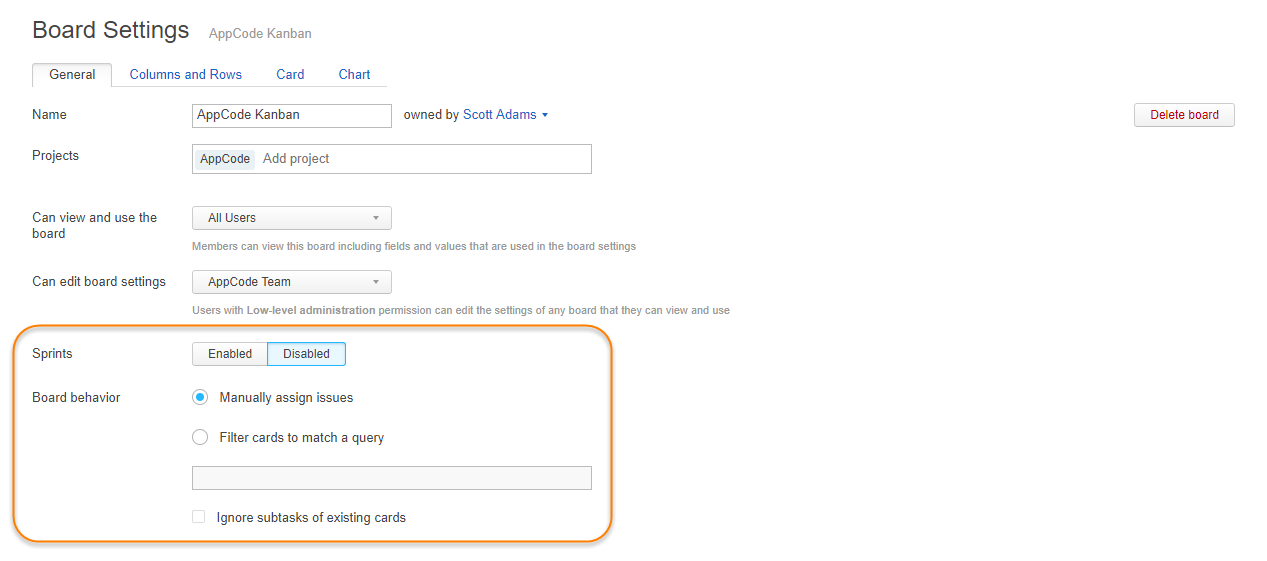 Board Settings AppCode Kanban
General Columns and Rows Card Chart
Name AppCode Kanban owned by Scott Adams Delete board
Projects AppCode Add project
Can view and use the
board
All Users
Members can view this board including fields and values that are used in the board settings
Can edit board settings AppCode Team
Users with Low-level administration permission can edit the settings of any board that they can view and use
Sprints Enabled Disabled
Board behavior Manually assign issues
Filter cards to match a query
Ignore subtasks of existing cards